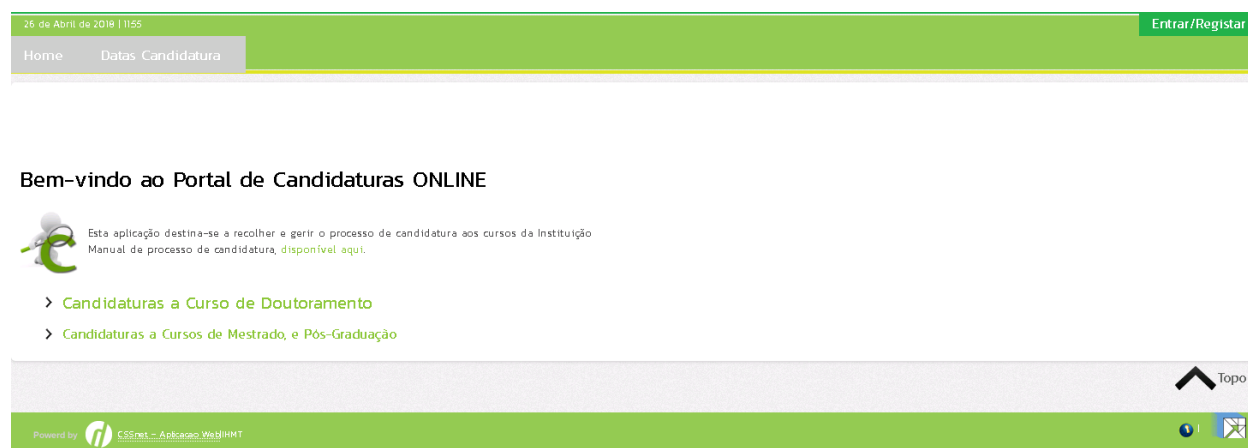 26 de Abril de 2018 | 11:55
Entrar/Registar
Home Datas Candidatura
Bem-vindo ao Portal de Candidaturas ONLINE
Esta aplicação destina-se a recolher e gerir o processo de candidatura aos cursos da Instituição
Manual de processo de candidatura, disponível aqui.
Candidaturas a Curso de Doutoramento
Candidaturas a Cursos de Mestrado, e Pós-Graduação
Topo
Powerd by CSSnet - Aplicacao Web|IHMT